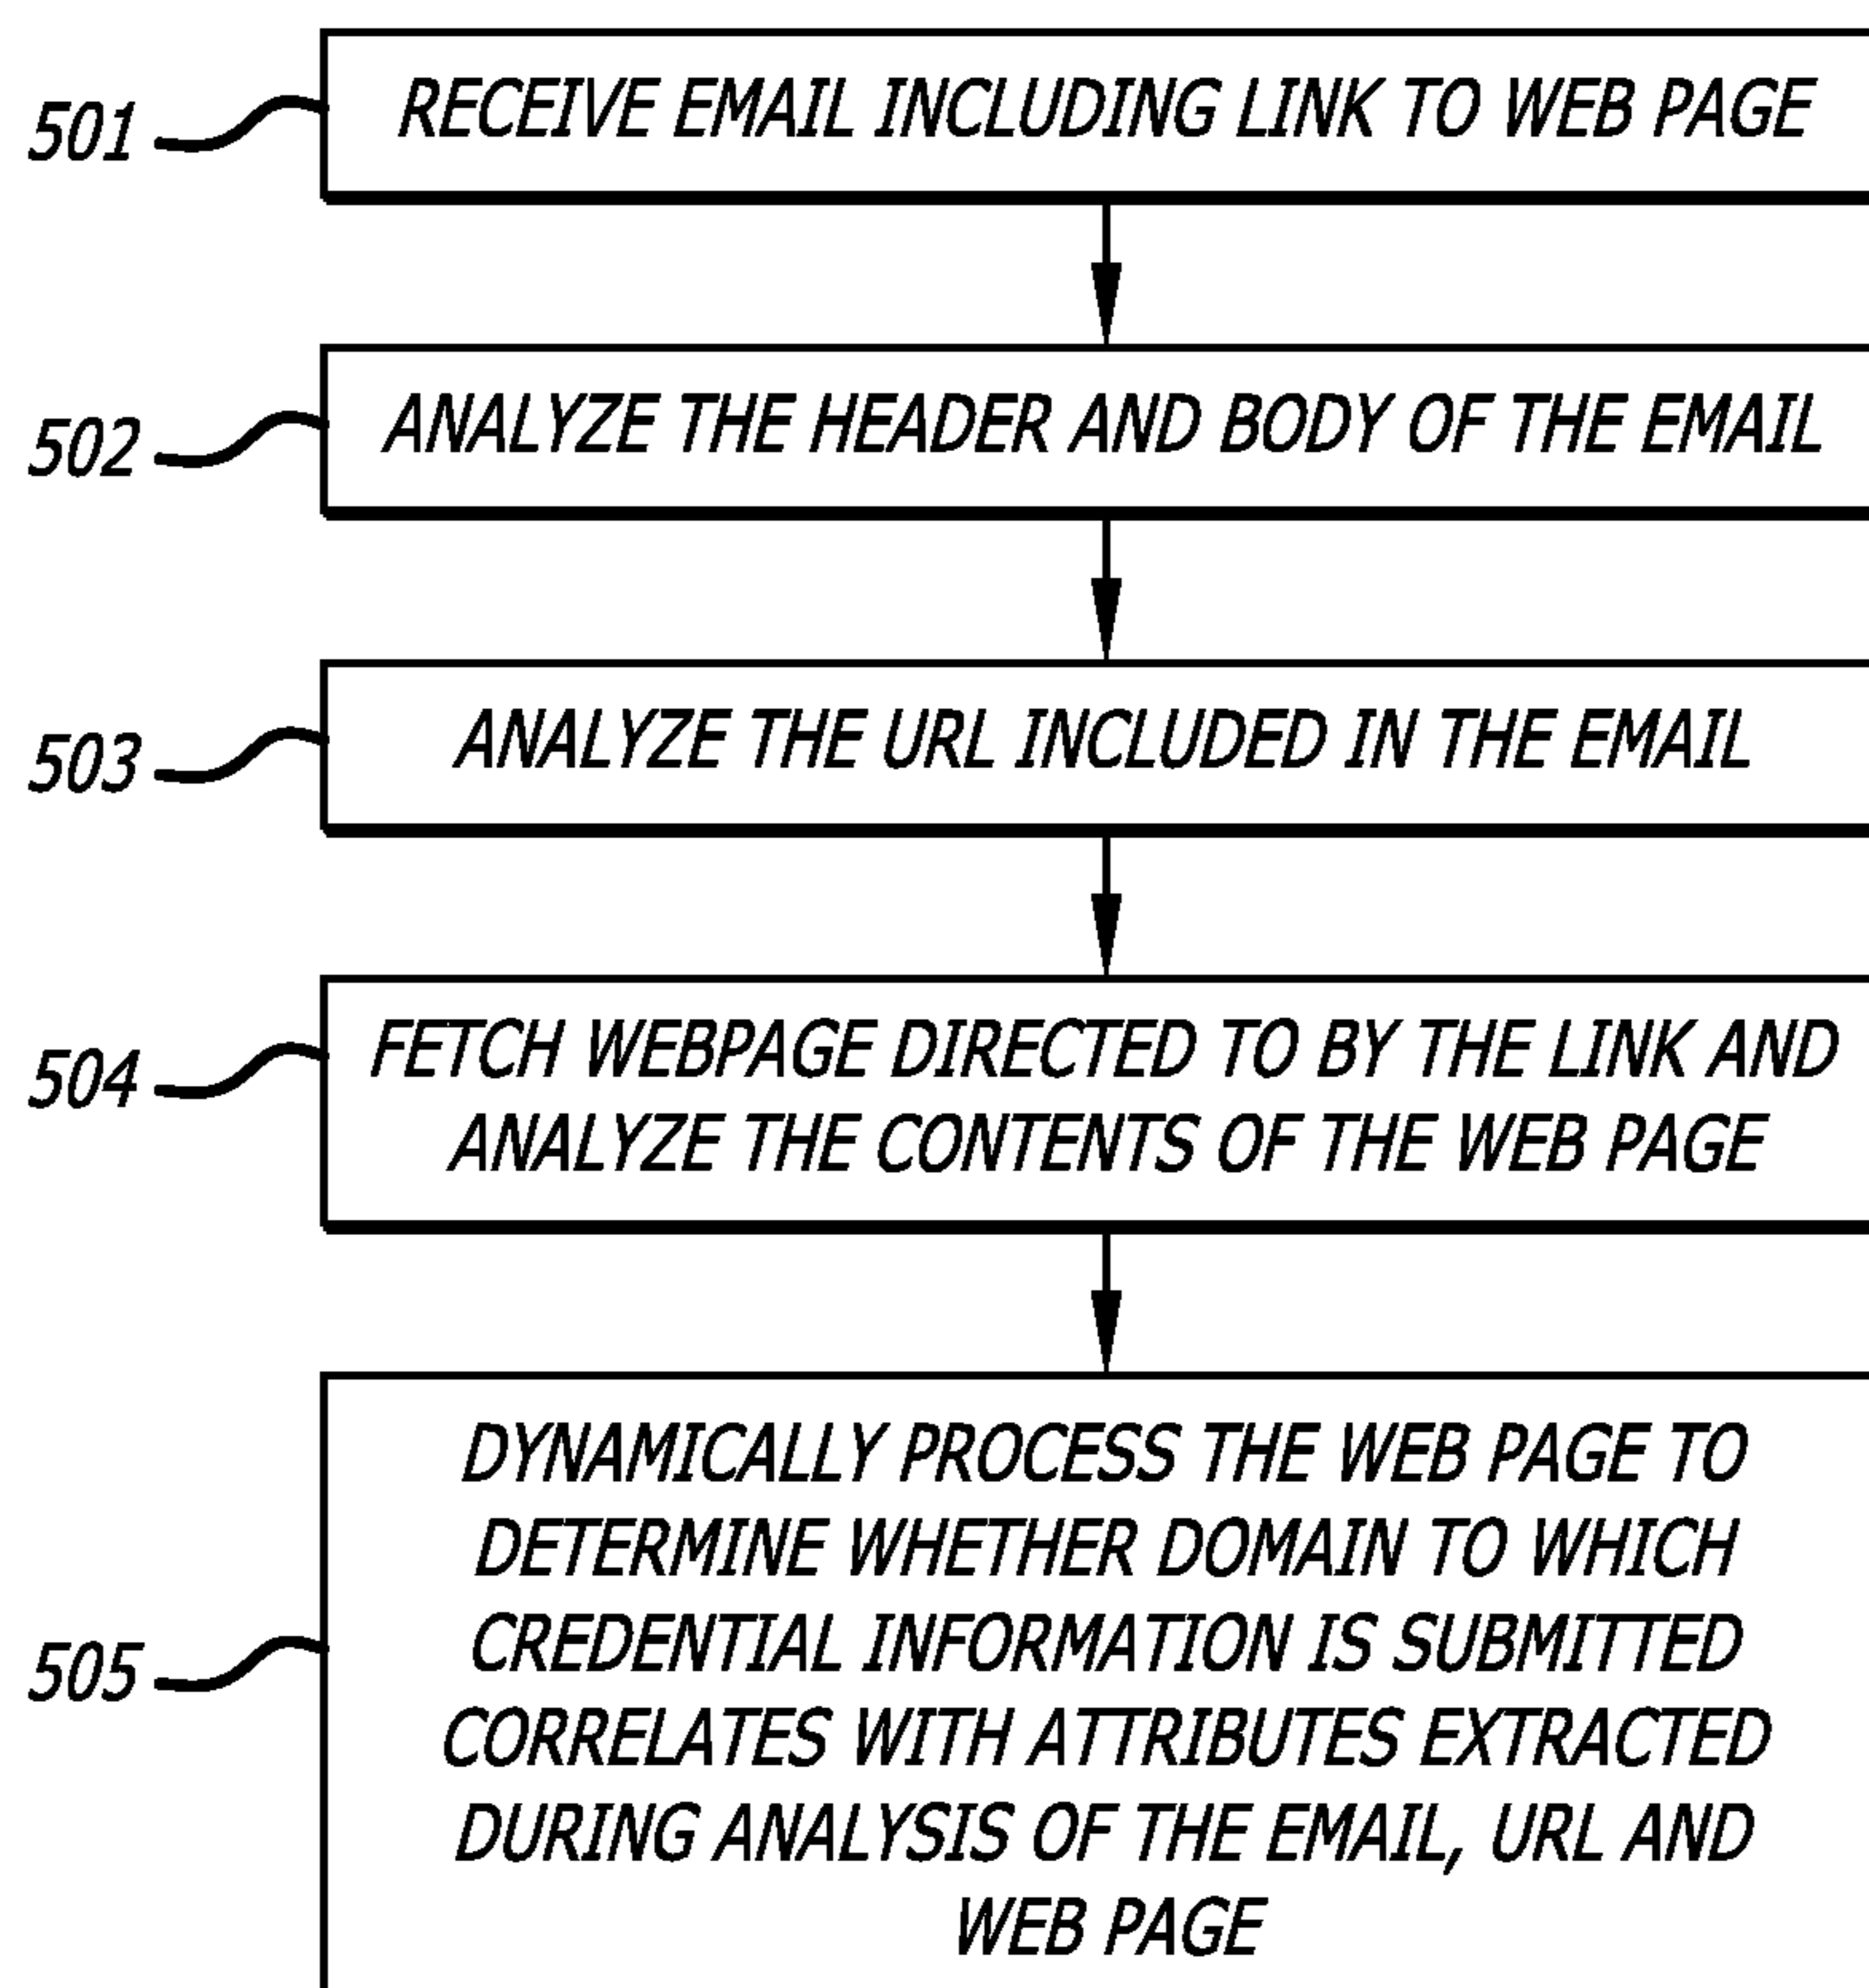 501 RECEIVE EMAIL INCLUDING LINK TO WEB PAGE
502 ANALYZE THE HEADER AND BODY OF THE EMAIL
503 ANALYZE THE URL INCLUDED IN THE EMAIL
504 FETCH WEBPAGE DIRECTED TO BY THE LINK AND
ANALYZE THE CONTENTS OF THE WEB PAGE
DYNAMICALLY PROCESS THE WEB PAGE TO
DETERMINE WHETHER DOMAIN TO WHICH
505 CREDENTIAL INFORMATION IS SUBMITTED
CORRELATES WITH ATTRIBUTES EXTRACTED
DURING ANALYSIS OF THE EMAIL, URL AND
WEB PAGE